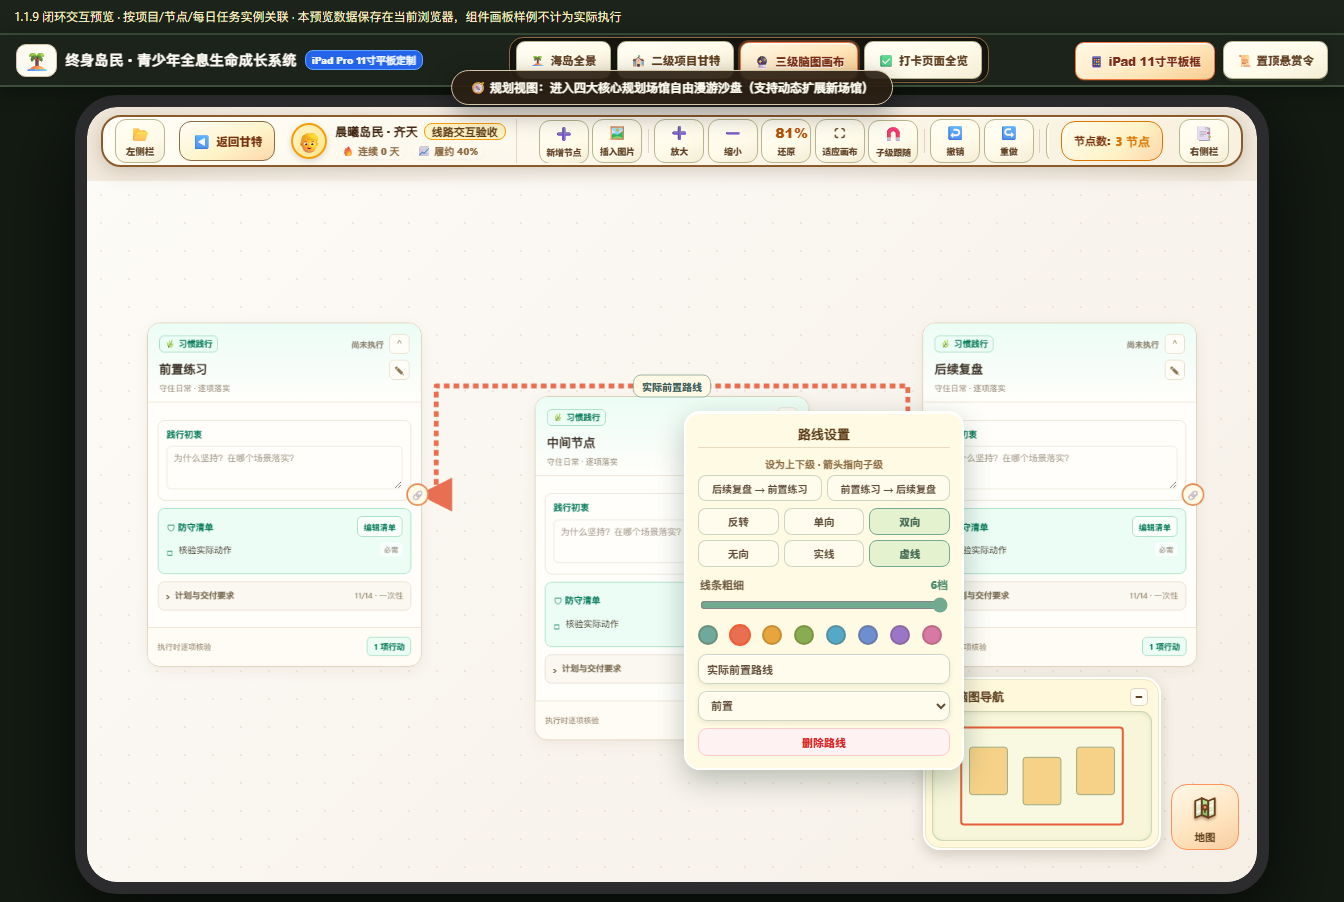 1.1.9 闭环交互预览 · 按项目/节点/每日任务实例关联 · 本预览数据保存在当前浏览器，组件画板样例不计为实际执行
终身岛民 · 青少年全息生命成长系统
iPad Pro 11寸平板定制
海岛全景
二级项目甘特
三级脑图画布
打卡页面全览
iPad 11寸平板框
置顶悬赏令
规划视图：进入四大核心规划场馆自由漫游沙盘（支持动态扩展新场馆）
左侧栏
返回甘特
晨曦岛民 · 齐天
线路交互验收
连续 0 天
履约 40%
新增节点
插入图片
放大
缩小
81%
还原
适应画布
子级跟随
撤销
重做
节点数: 3 节点
右侧栏
习惯践行
尚未执行
前置练习
守住日常 · 逐项落实
践行初衷
为什么坚持？在哪个场景落实？
防守清单
编辑清单
核验实际动作
必需
计划与交付要求
11/14 · 一次性
执行时逐项核验
1 项行动
实际前置路线
习惯践行
中间节点
守住日常 · 逐项落实
践行初衷
为什么坚持？在哪个场景落实？
防守清单
核验实际动作
计划与交付要求
执行时逐项核验
路线设置
设为上下级 · 箭头指向子级
后续复盘 → 前置练习
前置练习 → 后续复盘
反转
单向
双向
无向
实线
虚线
线条粗细
6档
实际前置路线
前置
删除路线
习惯践行
尚未执行
后续复盘
守住日常 · 逐项落实
初衷
么坚持？在哪个场景落实？
守清单
编辑清单
验实际动作
必需
与交付要求
11/14 · 一次性
逐项核验
1 项行动
图导航
地图